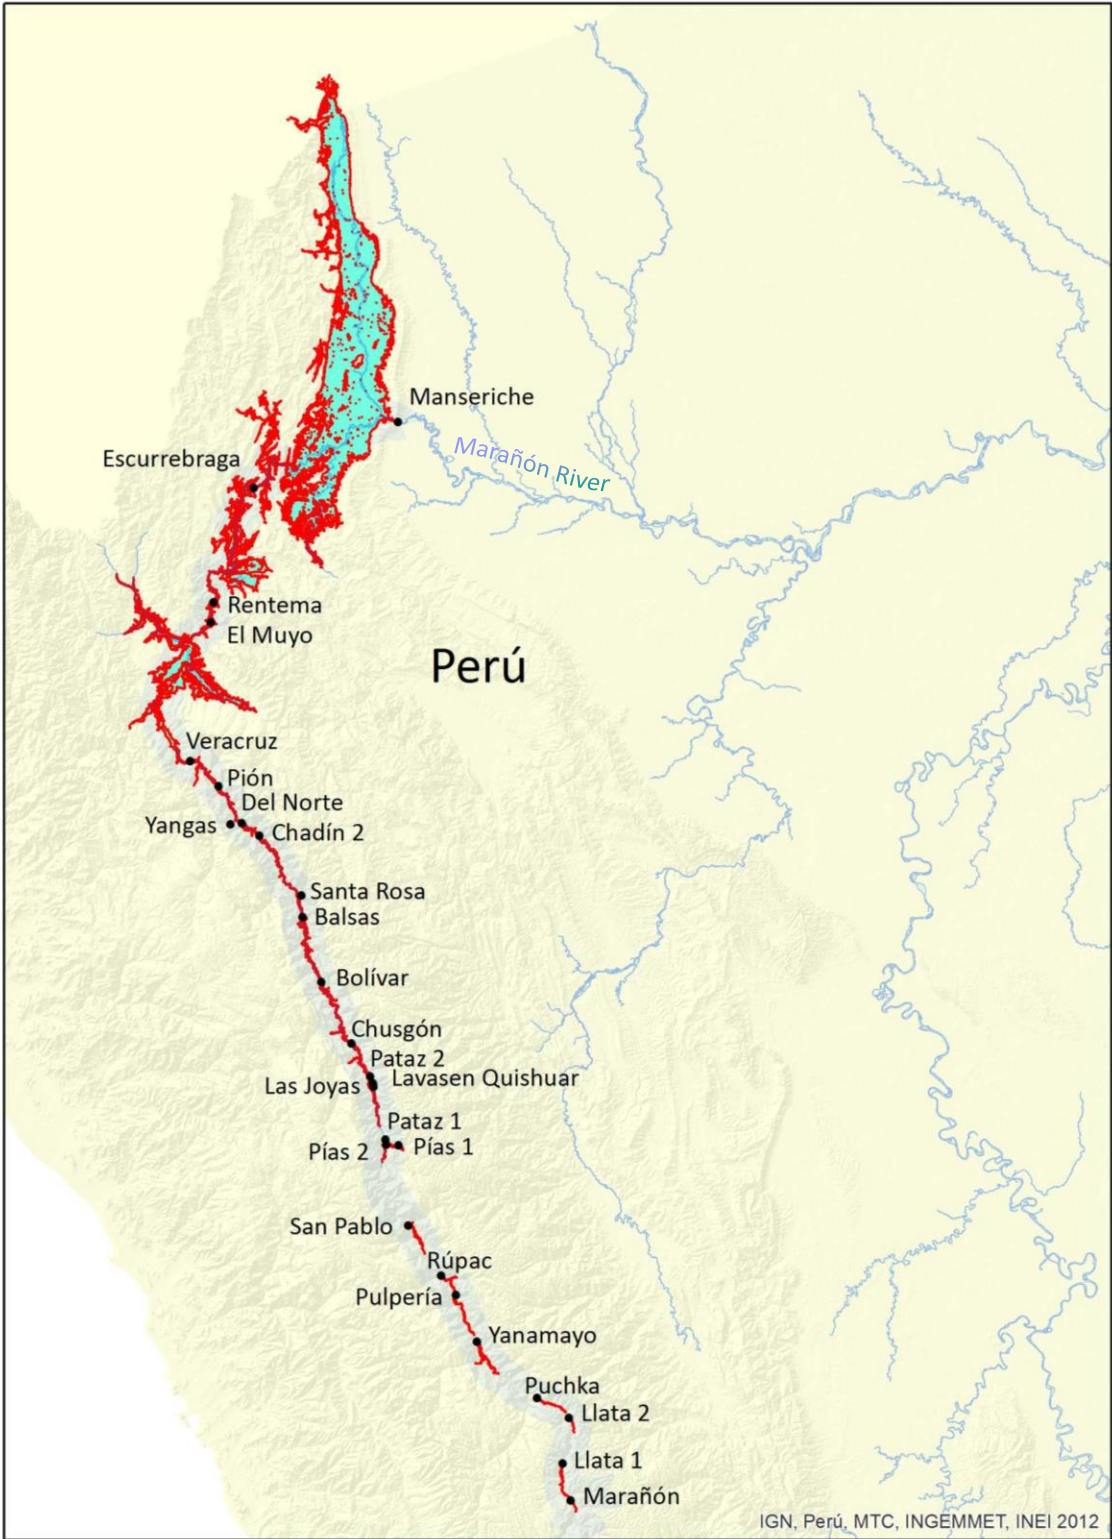 Manseriche
Marañón River
Escurrebraga
Rentema
El Muyo
Perú
Veracruz
Pión
Del Norte
Yangas
Chadín 2
Santa Rosa
Balsas
Bolívar
Chusgón
Pataz 2
Lavasen Quishuar
Las Joyas
Pataz 1
Pías 2
Pías 1
San Pablo
Rúpac
Pulpería
Yanamayo
Puchka
Llata 2
Llata 1
Marañón
IGN, Perú, MTC, INGEMMET, INEI 2012